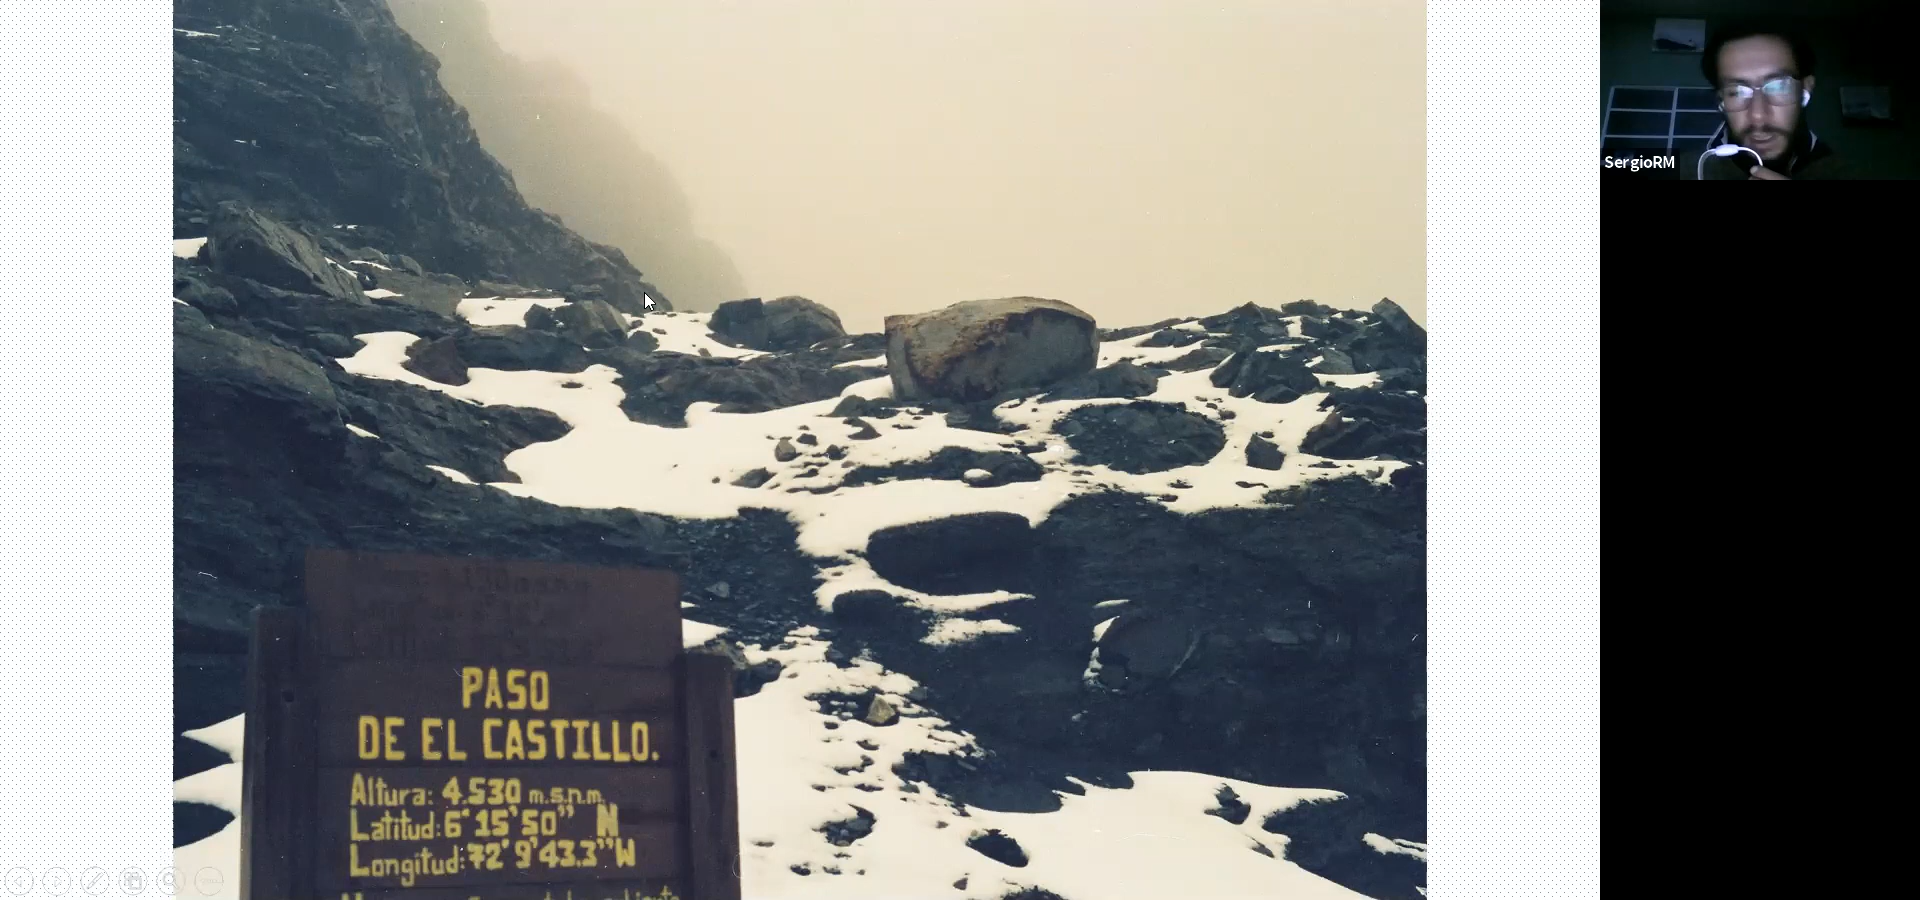 SergioRM
PASO
DE EL CASTILLO.
Altura: 4.530 m.s.n.m.
Latitud: 6° 15' 50" N
Longitud: 72° 9' 43.3" W